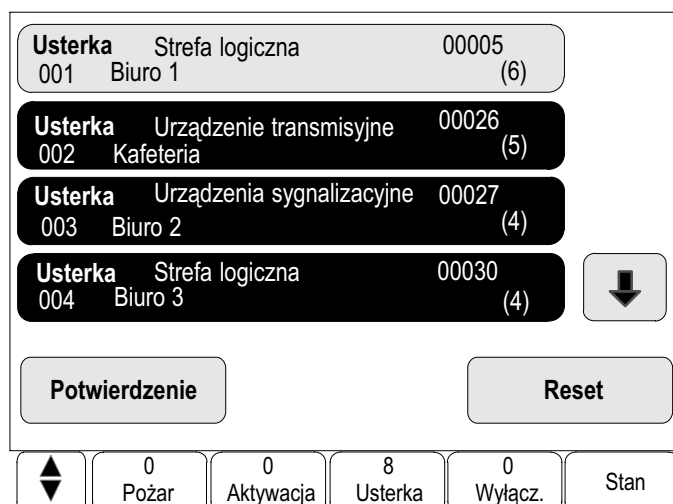 Usterka Strefa logiczna 00005
001 Biuro 1 (6)
Usterka Urządzenie transmisyjne 00026
002 Kafeteria (5)
Usterka Urządzenia sygnalizacyjne 00027
003 Biuro 2 (4)
Usterka Strefa logiczna 00030
004 Biuro 3 (4)
Potwierdzenie Reset
0 0 8 0
Pożar Aktywacja Usterka Wyłącz. Stan